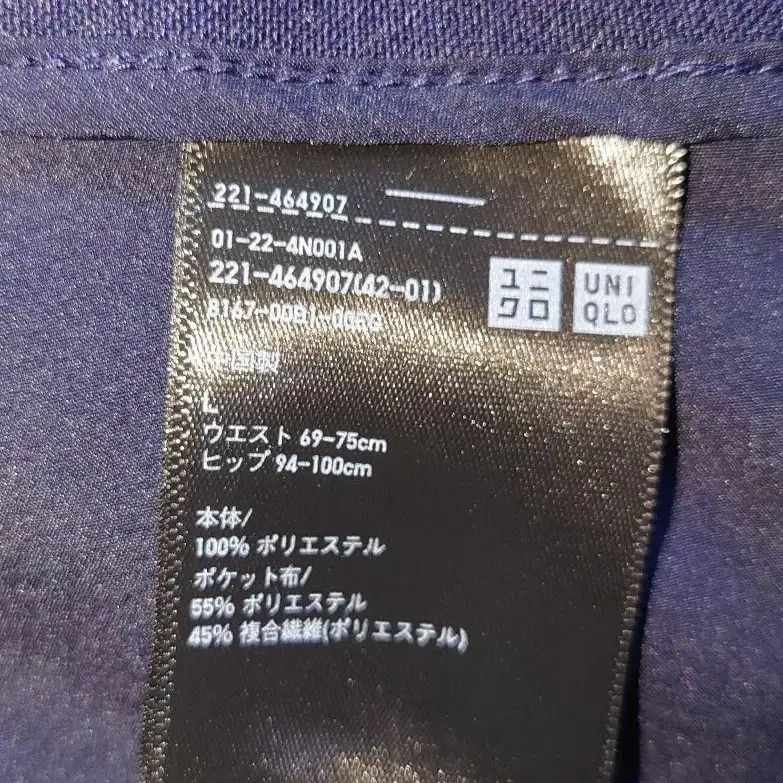 221-464907
01-22-4N001A
221-464907(42-01)
ユニクロ
UNIQLO
中国製
L
ウエスト 69-75cm
ヒップ 94-100cm
本体/
100% ポリエステル
ポケット布/
55% ポリエステル
45% 複合繊維(ポリエステル)